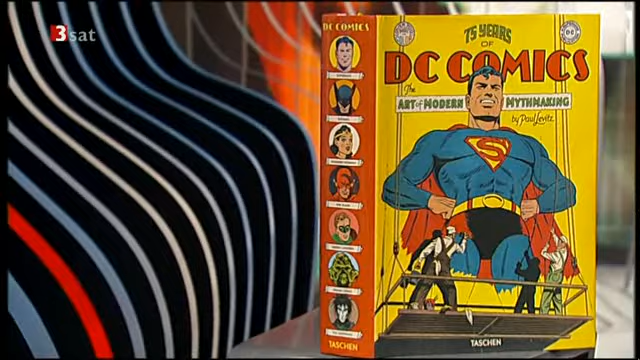 3sat
DC COMICS
TASCHEN
75 YEARS
OF
DC COMICS
The
ART of MODERN MYTHMAKING
by Paul Levitz
TASCHEN